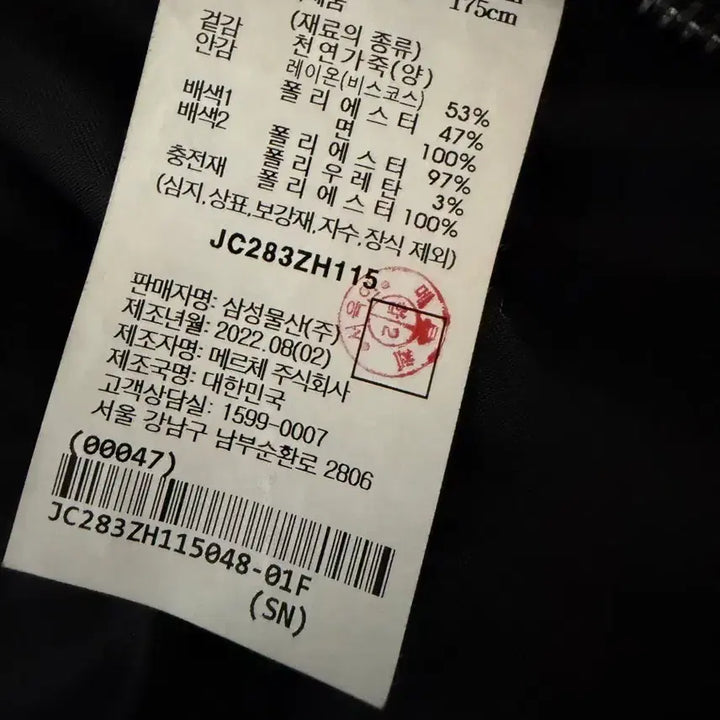 175cm
(재료의 종류)
겉감 천연가죽(양)
안감 레이온(비스코스) 53%
폴리에스터 47%
배색1 면 100%
배색2 폴리에스터 97%
폴리우레탄 3%
충전재 폴리에스터 100%
(심지,상표,보강재,자수,장식 제외)
JC283ZH115
판매자명: 삼성물산(주)
제조년월: 2022.08(02)
제조자명: 메르체 주식회사
제조국명: 대한민국
고객상담실: 1599-0007
서울 강남구 남부순환로 2806
(00047)
JC283ZH115048-01F
(SN)